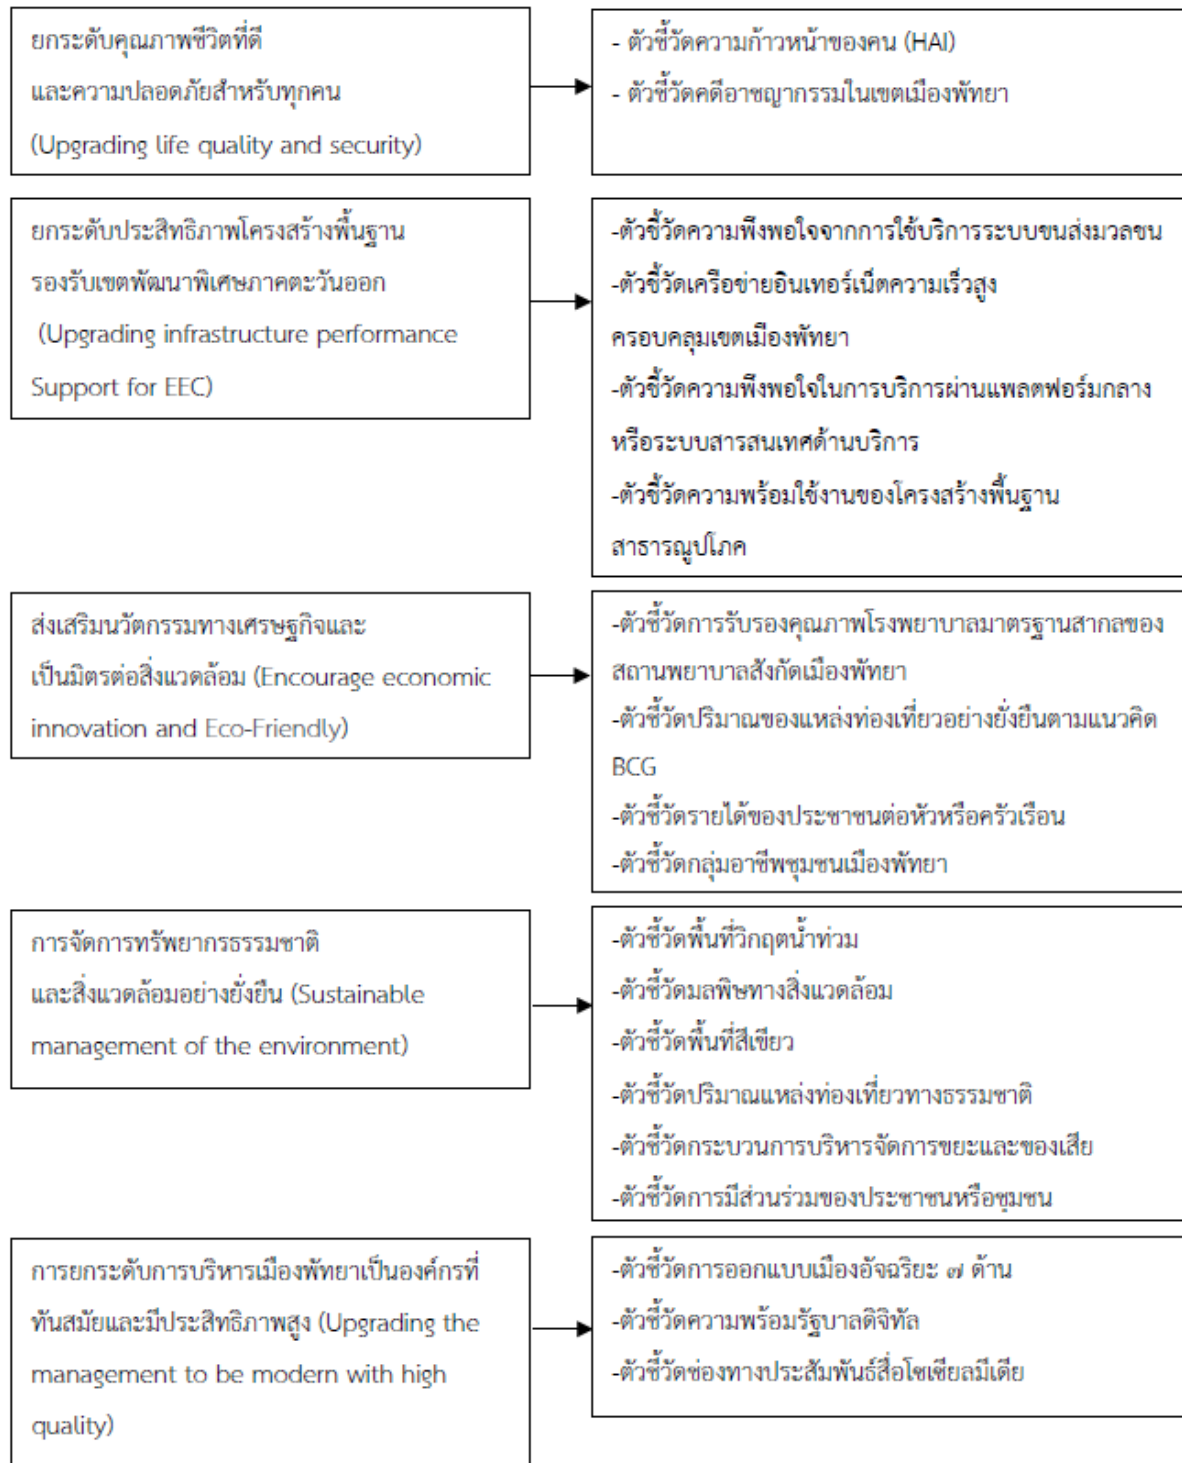 ยกระดับคุณภาพชีวิตที่ดี
และความปลอดภัยสำหรับทุกคน
(Upgrading life quality and security)
- ตัวชี้วัดความก้าวหน้าของคน (HAI)
- ตัวชี้วัดคดีอาชญากรรมในเขตเมืองพัทยา
ยกระดับประสิทธิภาพโครงสร้างพื้นฐาน
รองรับเขตพัฒนาพิเศษภาคตะวันออก
(Upgrading infrastructure performance
Support for EEC)
-ตัวชี้วัดความพึงพอใจจากการใช้บริการระบบขนส่งมวลชน
-ตัวชี้วัดเครือข่ายอินเทอร์เน็ตความเร็วสูง
ครอบคลุมเขตเมืองพัทยา
-ตัวชี้วัดความพึงพอใจในการบริการผ่านแพลตฟอร์มกลาง
หรือระบบสารสนเทศด้านบริการ
-ตัวชี้วัดความพร้อมใช้งานของโครงสร้างพื้นฐาน
สาธารณูปโภค
ส่งเสริมนวัตกรรมทางเศรษฐกิจและ
เป็นมิตรต่อสิ่งแวดล้อม (Encourage economic
innovation and Eco-Friendly)
-ตัวชี้วัดการรับรองคุณภาพโรงพยาบาลมาตรฐานสากลของ
สถานพยาบาลสังกัดเมืองพัทยา
-ตัวชี้วัดปริมาณของแหล่งท่องเที่ยวอย่างยั่งยืนตามแนวคิด
BCG
-ตัวชี้วัดรายได้ของประชาชนต่อหัวหรือครัวเรือน
-ตัวชี้วัดกลุ่มอาชีพชุมชนเมืองพัทยา
การจัดการทรัพยากรธรรมชาติ
และสิ่งแวดล้อมอย่างยั่งยืน (Sustainable
management of the environment)
-ตัวชี้วัดพื้นที่วิกฤตน้ำท่วม
-ตัวชี้วัดมลพิษทางสิ่งแวดล้อม
-ตัวชี้วัดพื้นที่สีเขียว
-ตัวชี้วัดปริมาณแหล่งท่องเที่ยวทางธรรมชาติ
-ตัวชี้วัดกระบวนการบริหารจัดการขยะและของเสีย
-ตัวชี้วัดการมีส่วนร่วมของประชาชนหรือชุมชน
การยกระดับการบริหารเมืองพัทยาเป็นองค์กรที่
ทันสมัยและมีประสิทธิภาพสูง (Upgrading the
management to be modern with high
quality)
-ตัวชี้วัดการออกแบบเมืองอัจฉริยะ ๗ ด้าน
-ตัวชี้วัดความพร้อมรัฐบาลดิจิทัล
-ตัวชี้วัดช่องทางประสัมพันธ์สื่อโซเชียลมีเดีย